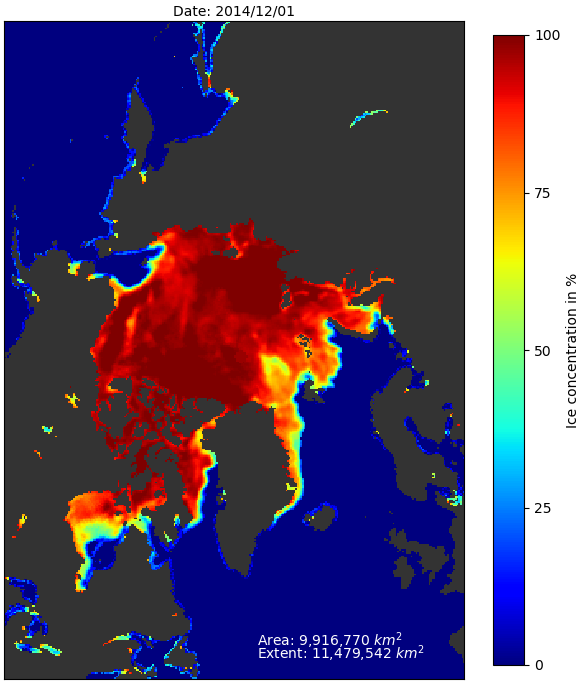 Date: 2014/12/01
100
75
50
25
0
Ice concentration in %
Area: 9,916,770 km²
Extent: 11,479,542 km²